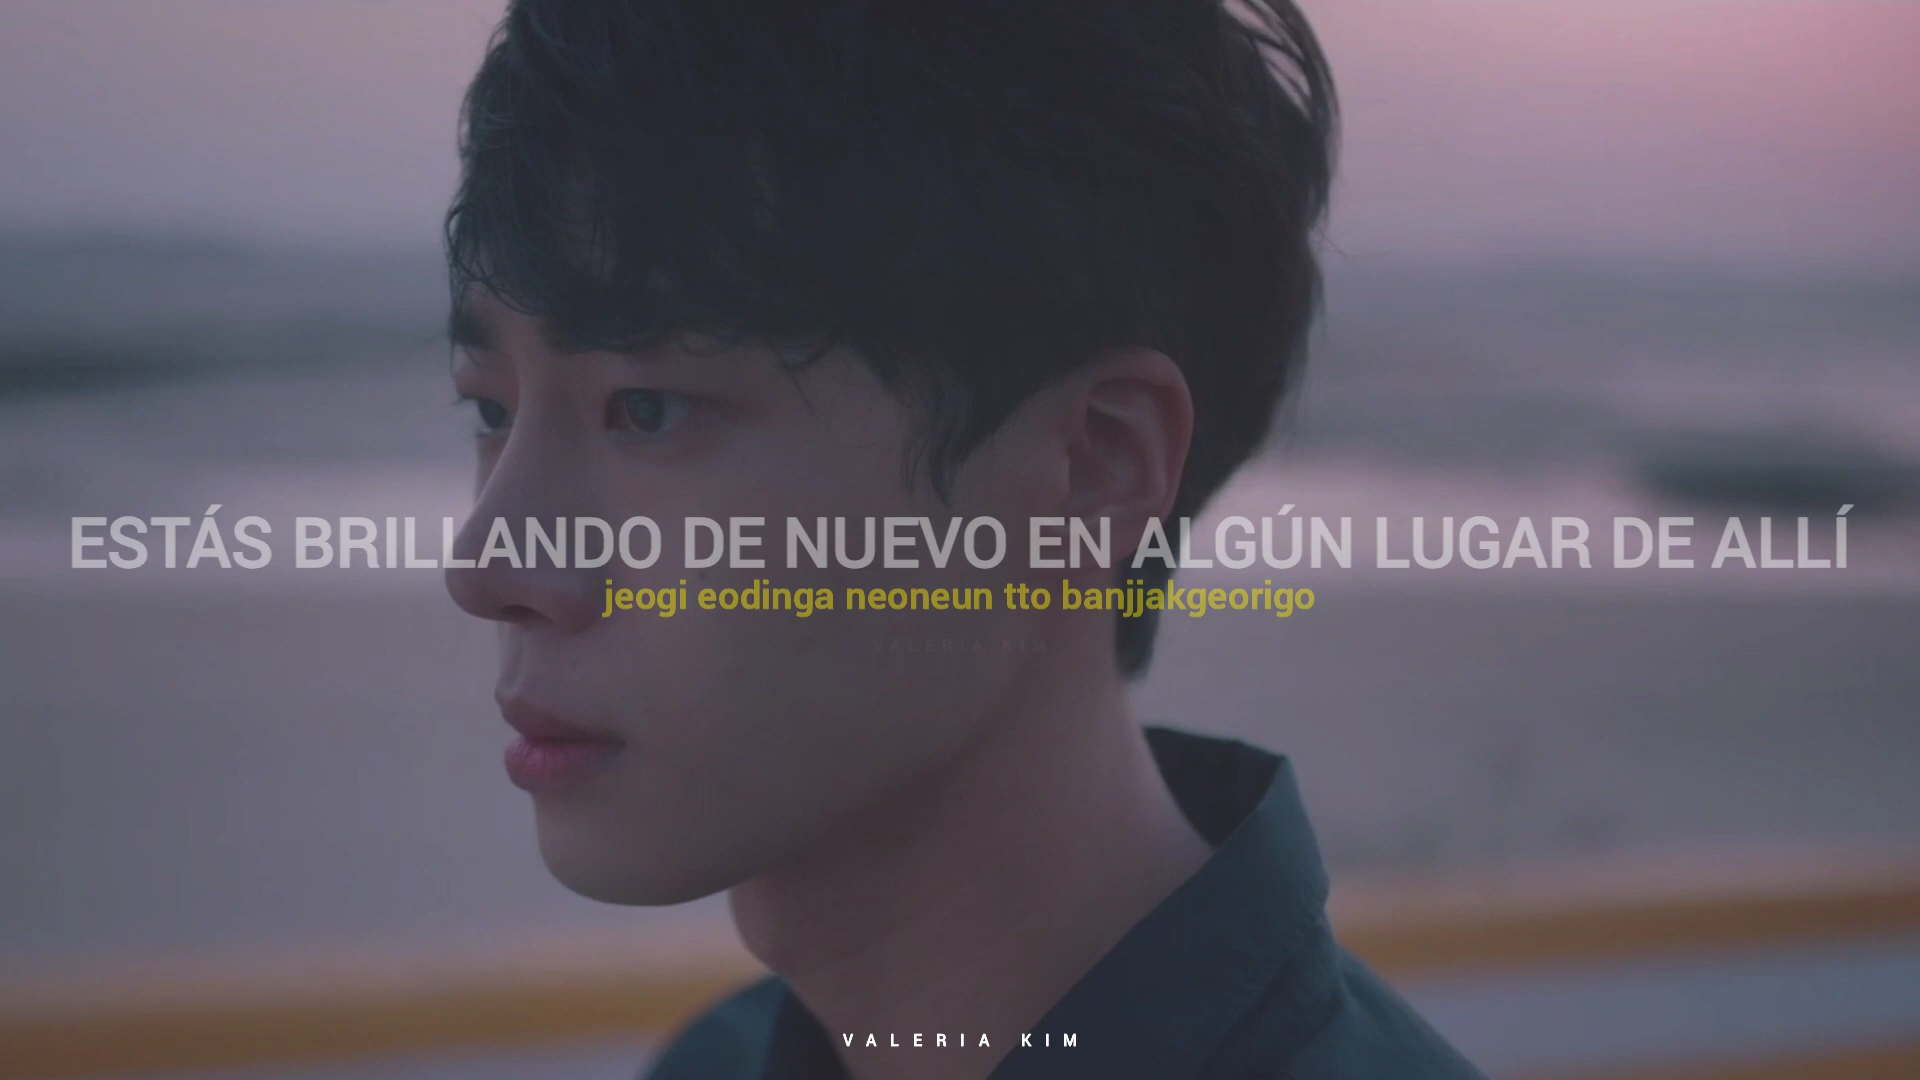 ESTÁS BRILLANDO DE NUEVO EN ALGÚN LUGAR DE ALLÍ
jeogi eodinga neoneun tto banjjakgeorigo
VALERIA KIM
VALERIA KIM